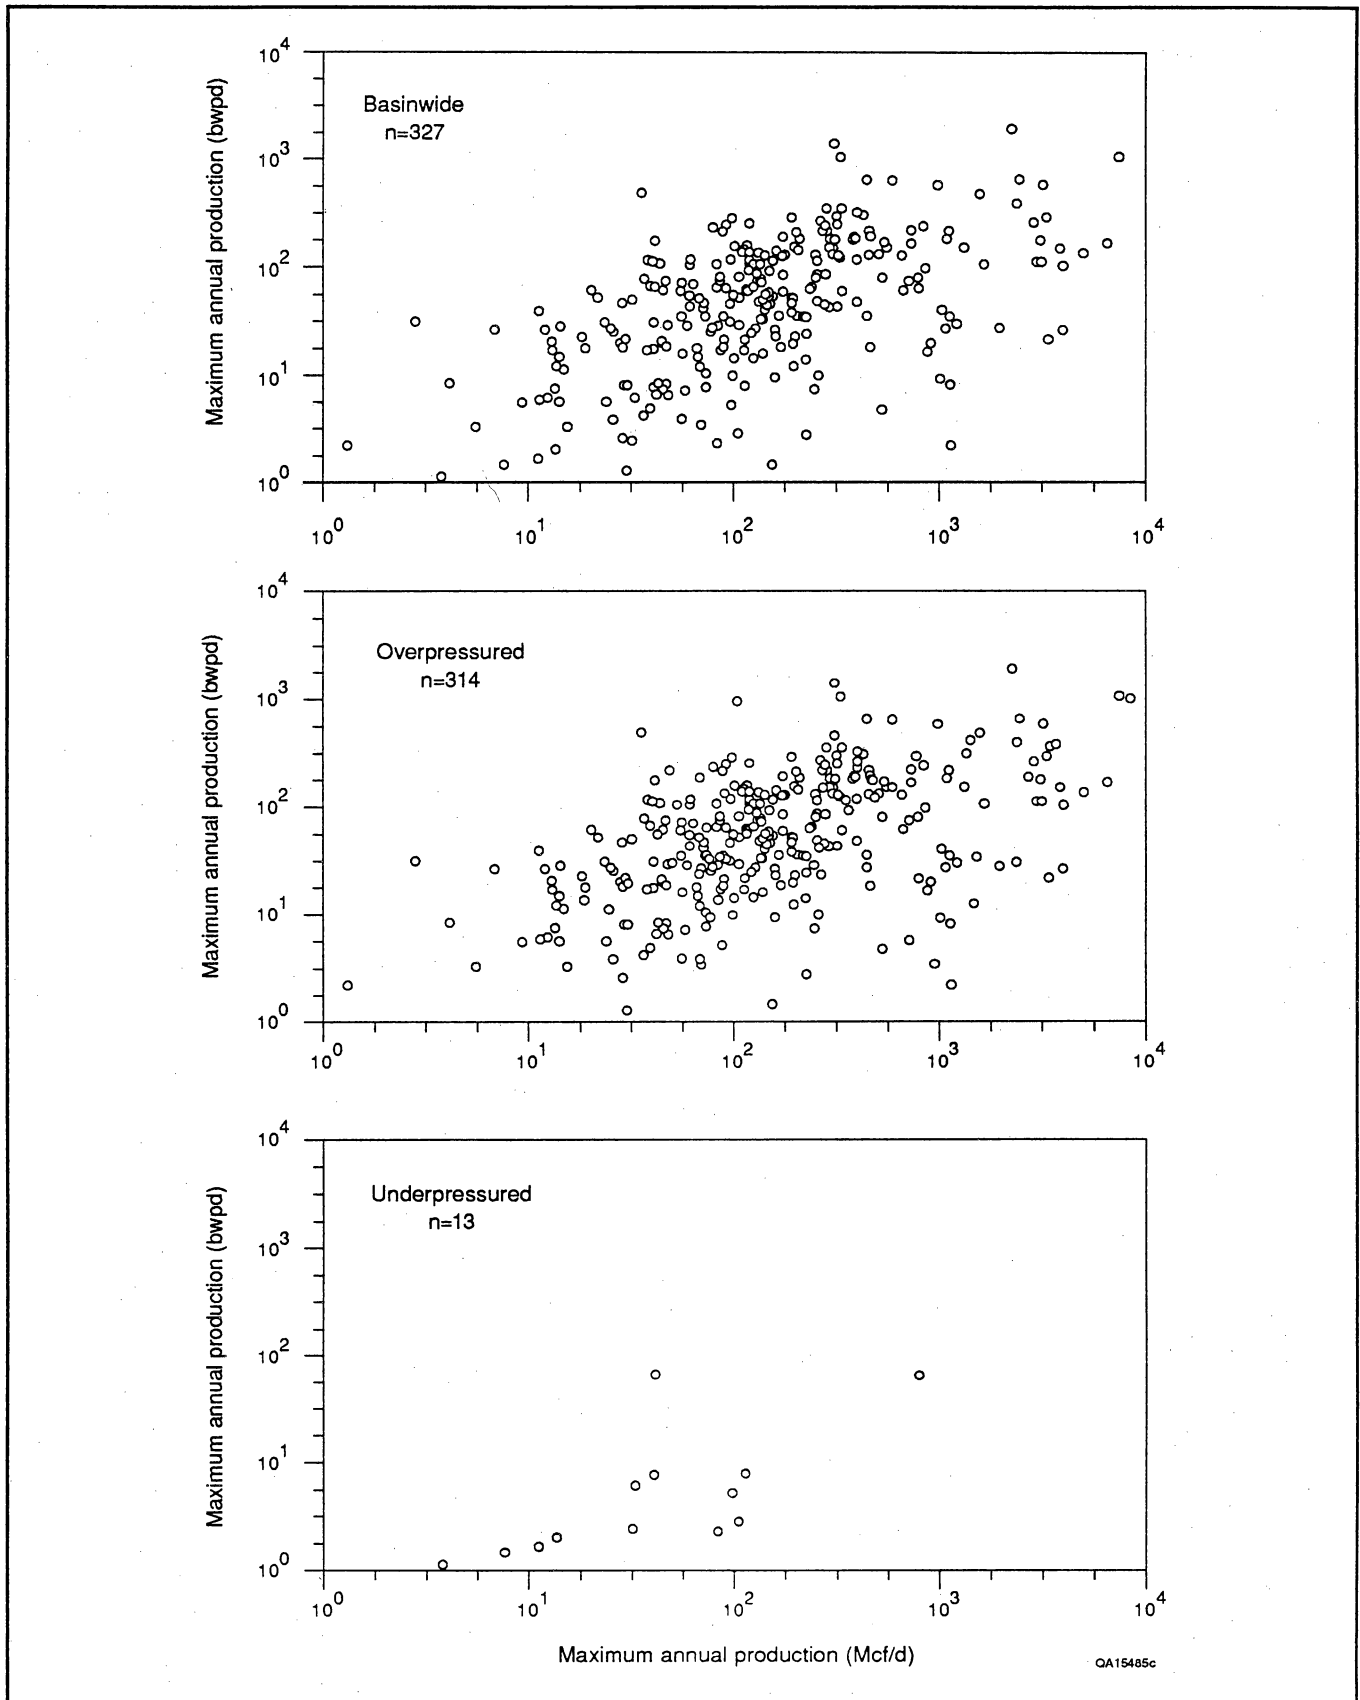 Maximum annual production (bwpd)
10⁴
10³
10²
10¹
10⁰
Basinwide
n=327
10⁰ 10¹ 10² 10³ 10⁴
Maximum annual production (bwpd)
10⁴
10³
10²
10¹
10⁰
Overpressured
n=314
10⁰ 10¹ 10² 10³ 10⁴
Maximum annual production (bwpd)
10⁴
10³
10²
10¹
10⁰
Underpressured
n=13
10⁰ 10¹ 10² 10³ 10⁴
Maximum annual production (Mcf/d)
QA15485c